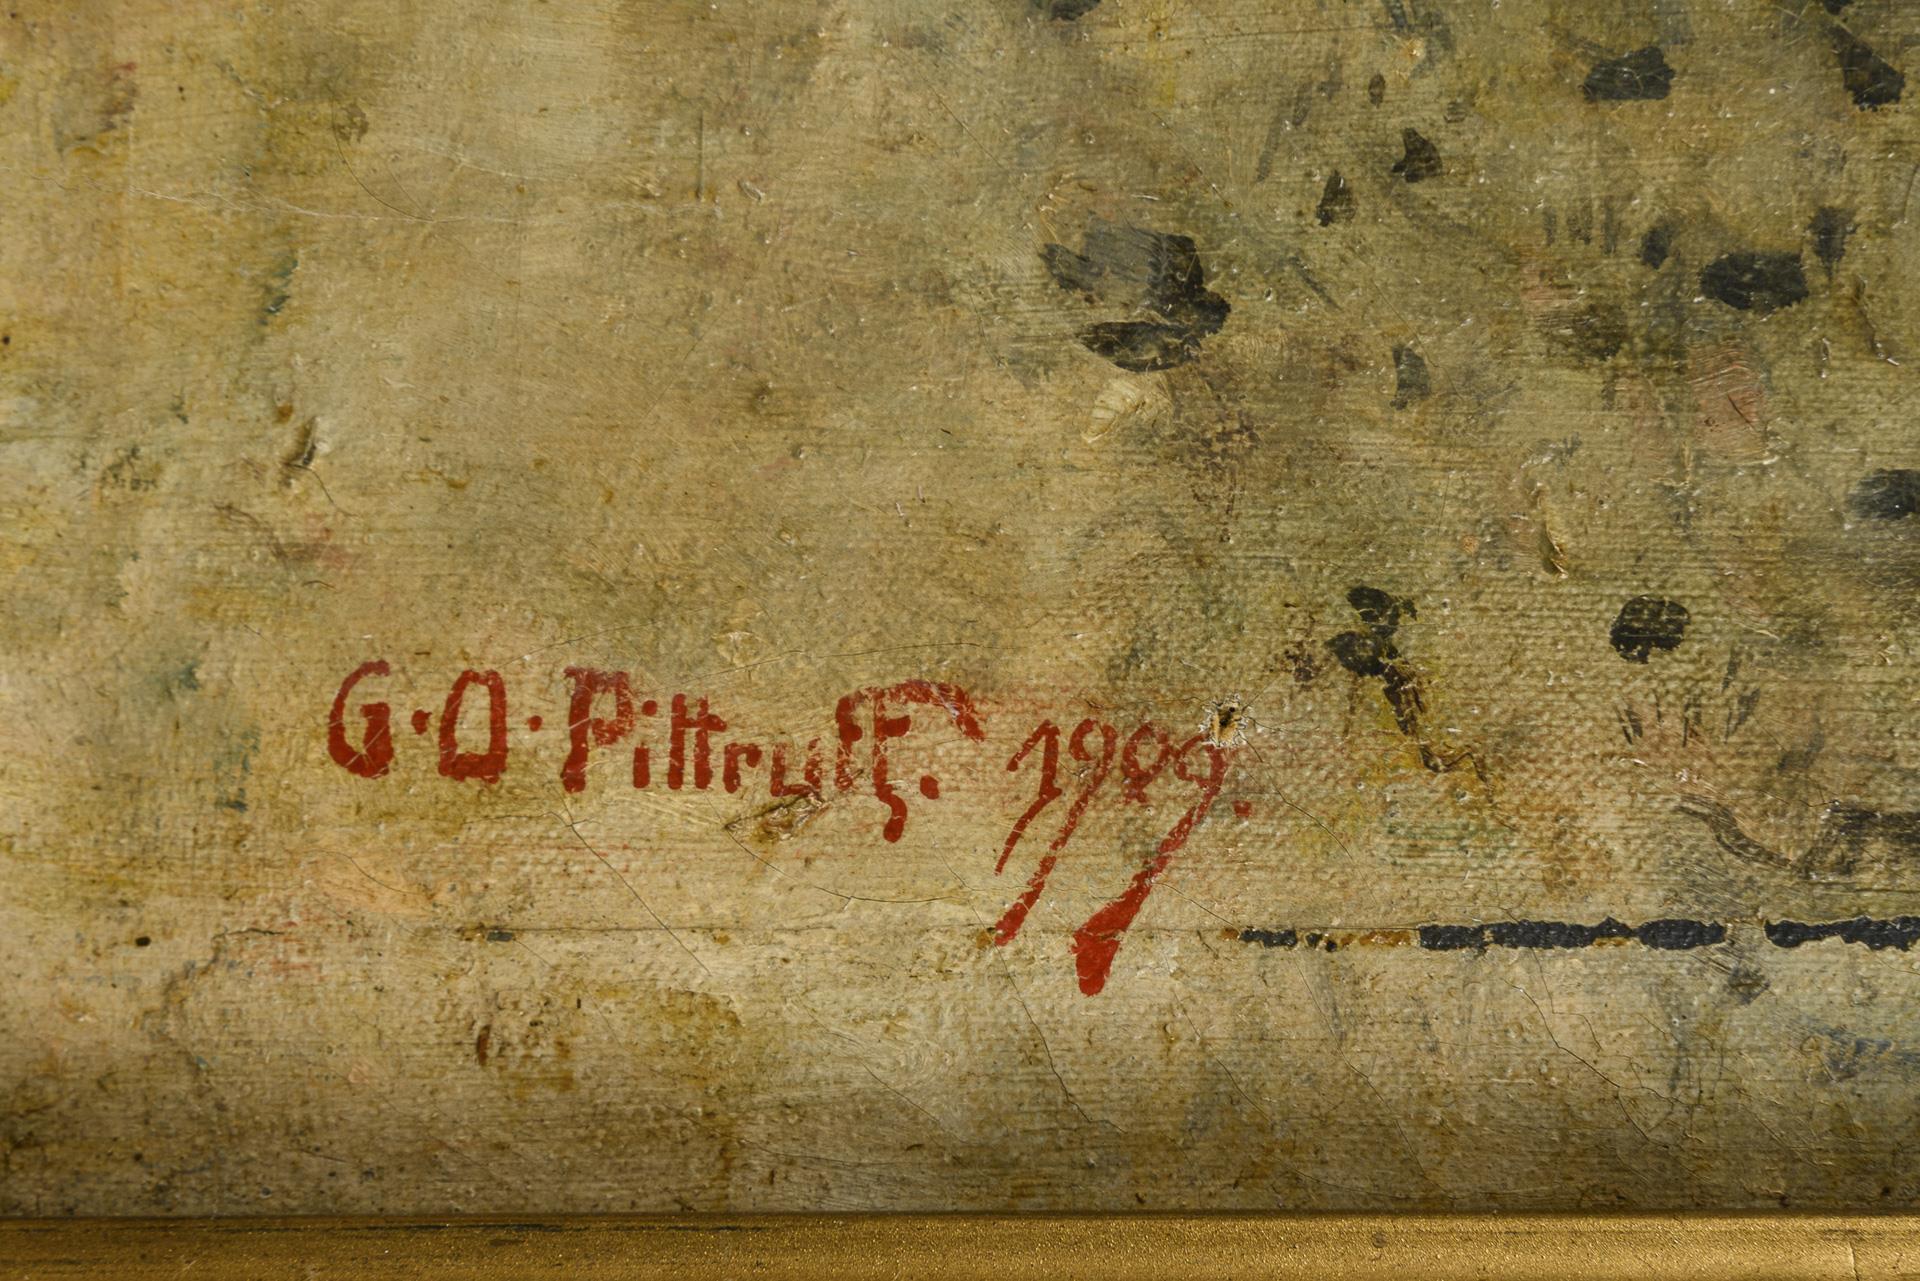 G. O. Pittruff. 1909.